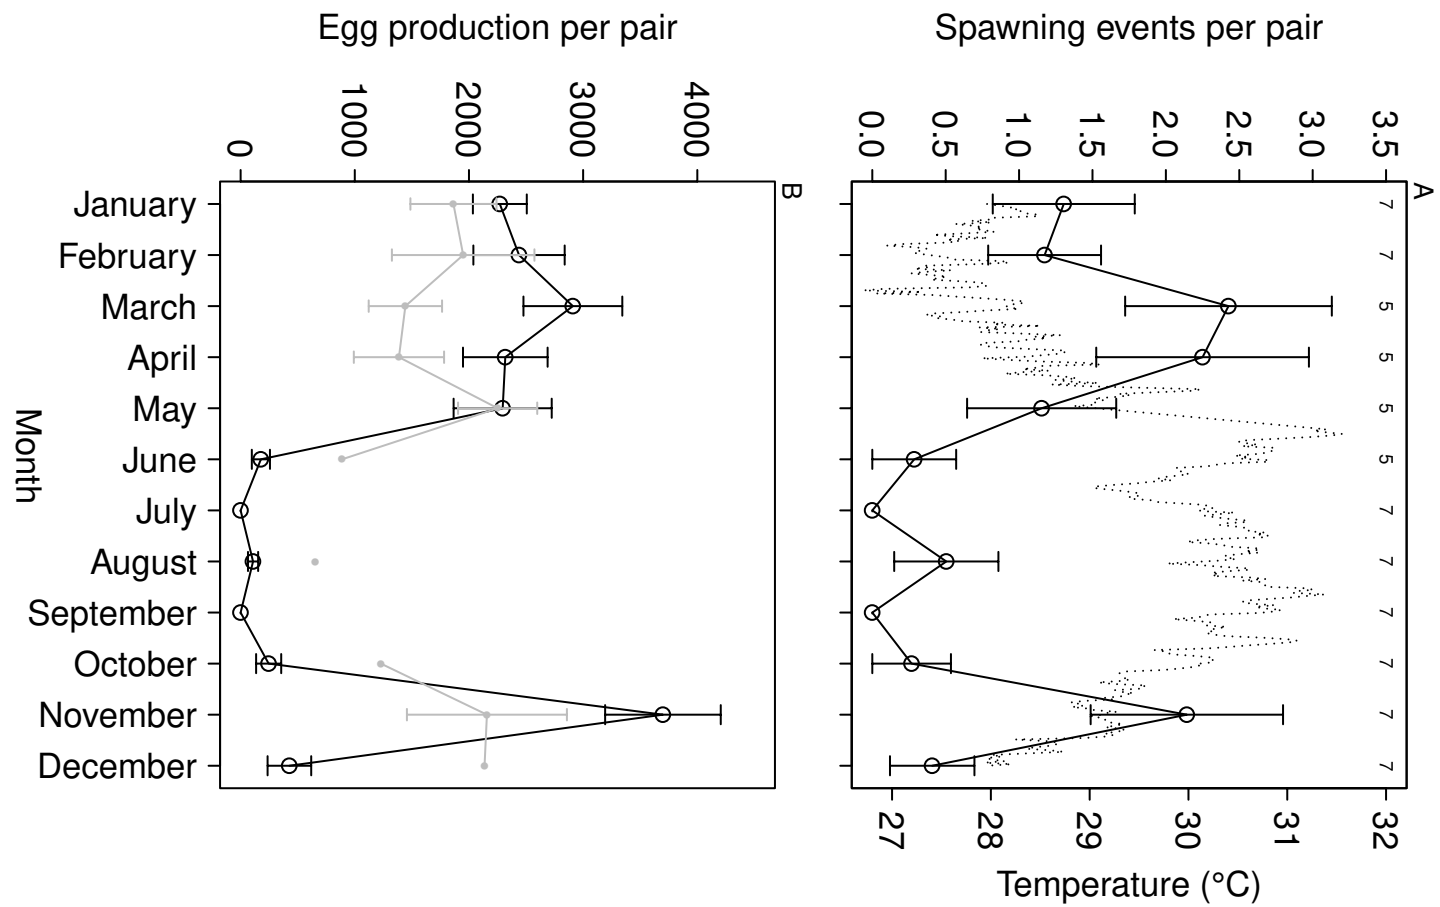 Egg production per pair
Spawning events per pair
0
1000
2000
3000
4000
0.0
0.5
1.0
1.5
2.0
2.5
3.0
3.5
B
A
January
February
March
April
May
June
July
August
September
October
November
December
Month
7
7
5
5
5
5
7
7
7
7
7
7
27
28
29
30
31
32
Temperature (°C)